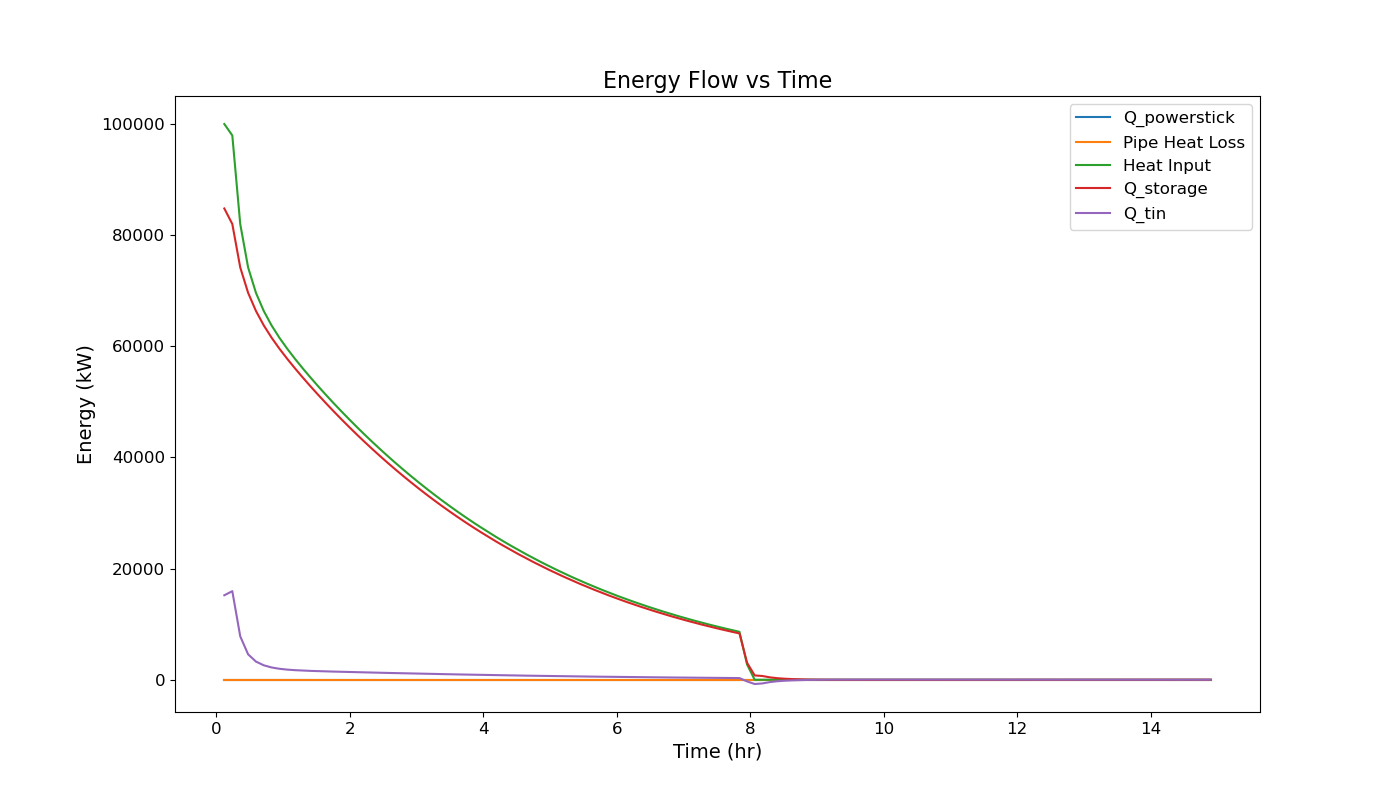 Energy Flow vs Time
Q_powerstick
Pipe Heat Loss
Heat Input
Q_storage
Q_tin
100000
80000
60000
40000
20000
0
Energy (kW)
0 2 4 6 8 10 12 14
Time (hr)